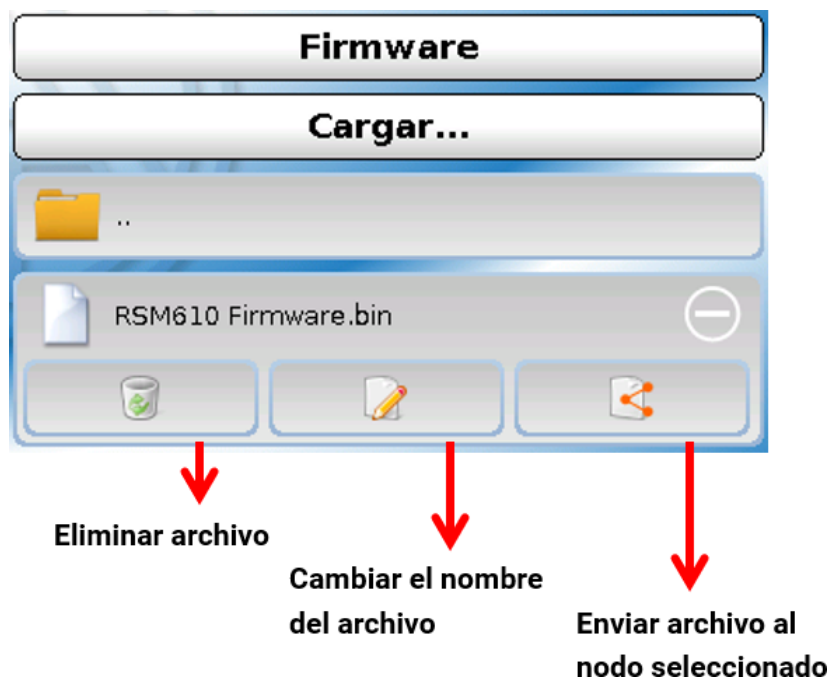 Firmware
Cargar...
..
RSM610 Firmware.bin
Eliminar archivo
Cambiar el nombre
del archivo
Enviar archivo al
nodo seleccionado